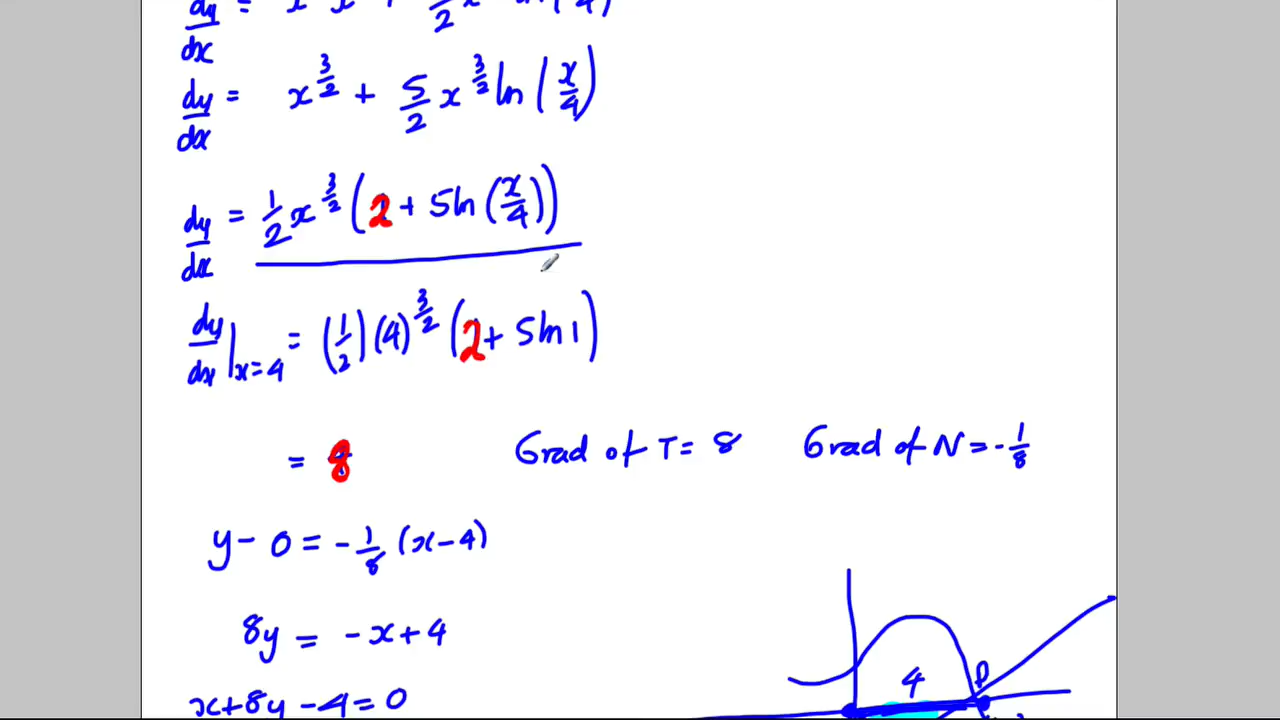 dy/dx =
dy/dx = x^(3/2) + 5/2 x^(3/2) ln(x/4)
dy/dx = 1/2 x^(3/2) (2 + 5ln(x/4))
dy/dx|x=4 = (1/2)(4)^(3/2) (2 + 5ln1)
= 8 Grad of T = 8 Grad of N = -1/8
y - 0 = -1/8 (x-4)
8y = -x+4
x+8y-4=0
4 P